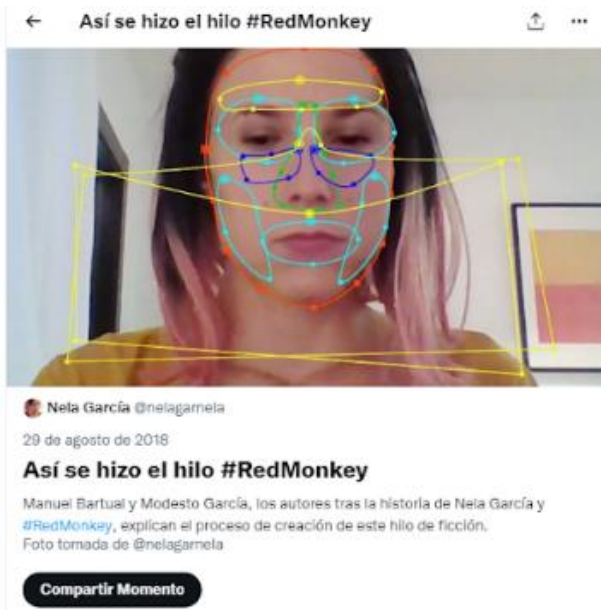 Así se hizo el hilo #RedMonkey
Nela García @nelagarnela
29 de agosto de 2018
Así se hizo el hilo #RedMonkey
Manuel Bartual y Modesto García, los autores tras la historia de Nela García y
#RedMonkey, explican el proceso de creación de este hilo de ficción.
Foto tomada de @nelagarnela
Compartir Momento